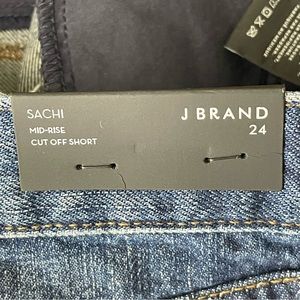 SACHI
MID-RISE
CUT OFF SHORT
J BRAND
24